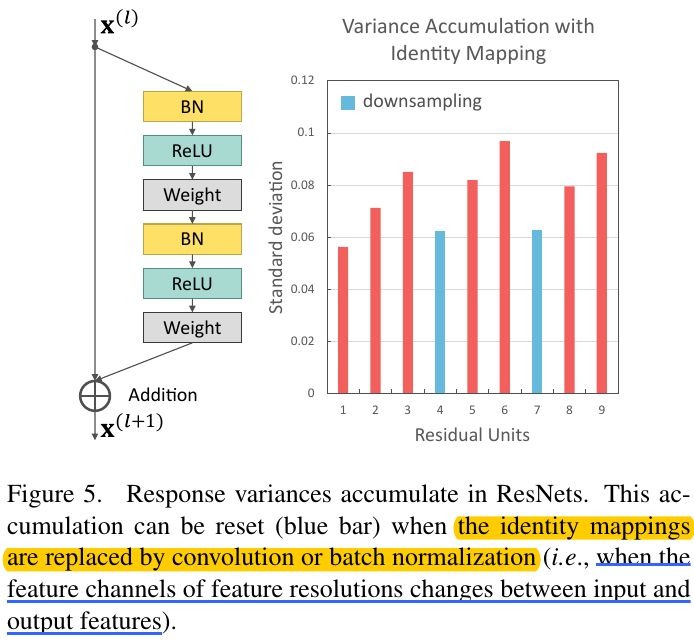 x^(l)
BN
ReLU
Weight
BN
ReLU
Weight
Addition
x^(l+1)
Variance Accumulation with
Identity Mapping
downsampling
Standard deviation
0.12
0.1
0.08
0.06
0.04
0.02
0
1 2 3 4 5 6 7 8 9
Residual Units
Figure 5. Response variances accumulate in ResNets. This ac-
cumulation can be reset (blue bar) when the identity mappings
are replaced by convolution or batch normalization (i.e., when the
feature channels of feature resolutions changes between input and
output features).